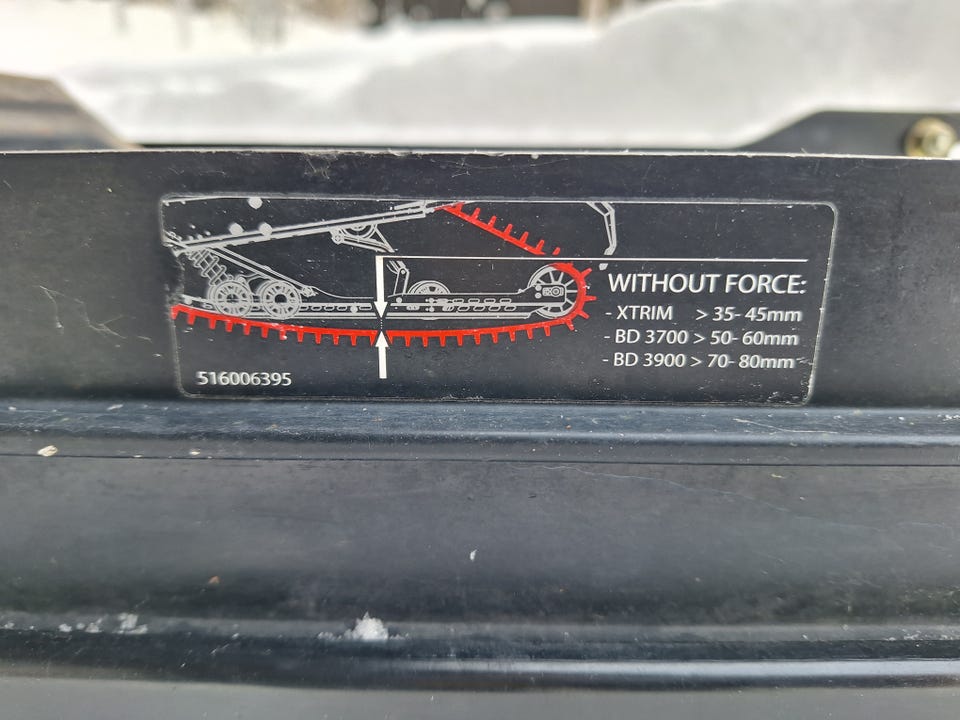 WITHOUT FORCE:
- XTRIM > 35- 45mm
- BD 3700 > 50- 60mm
- BD 3900 > 70- 80mm
516006395